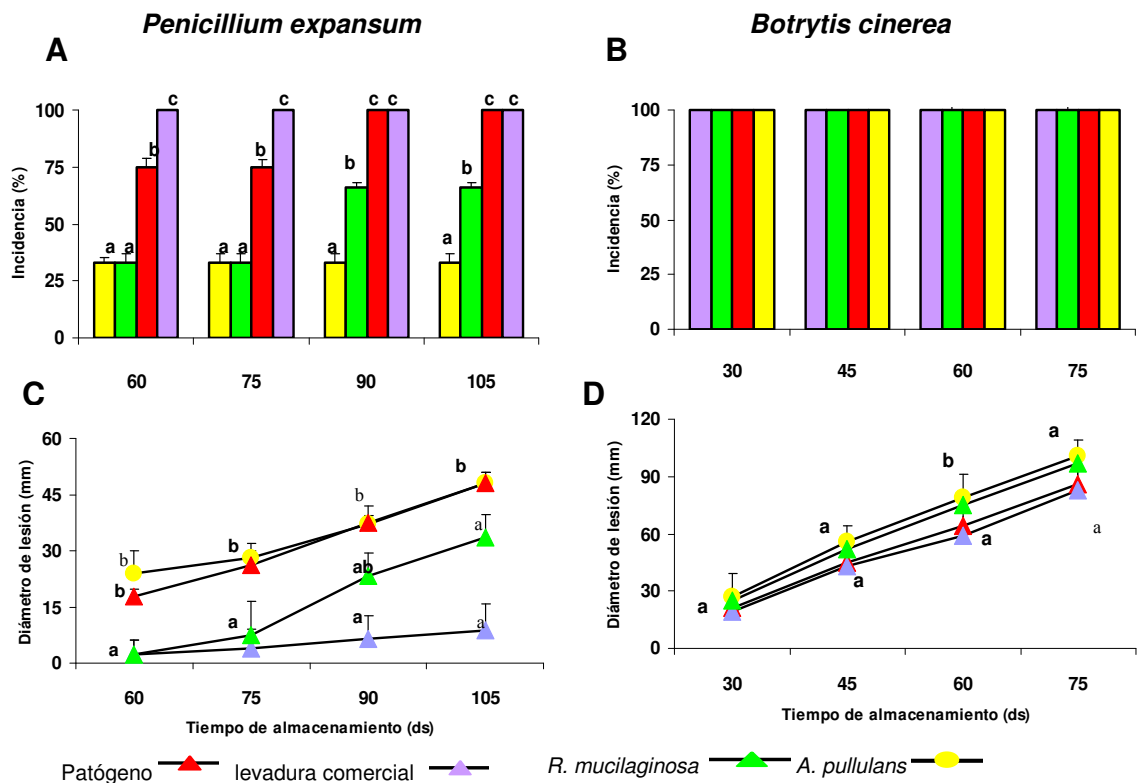 Penicillium expansum
Botrytis cinerea
A
B
Incidencia (%)
100
75
50
25
0
a a b c
a a b c
a b c c
a b c c
60 75 90 105
Incidencia (%)
100
75
50
25
0
30 45 60 75
C
D
Diámetro de lesión (mm)
60
45
30
15
0
b b b b
b
a a ab a
a a
60 75 90 105
Tiempo de almacenamiento (ds)
Diámetro de lesión (mm)
120
90
60
30
0
a a b a
a a a
30 45 60 75
Tiempo de almacenamiento (ds)
Patógeno levadura comercial R. mucilaginosa A. pullulans